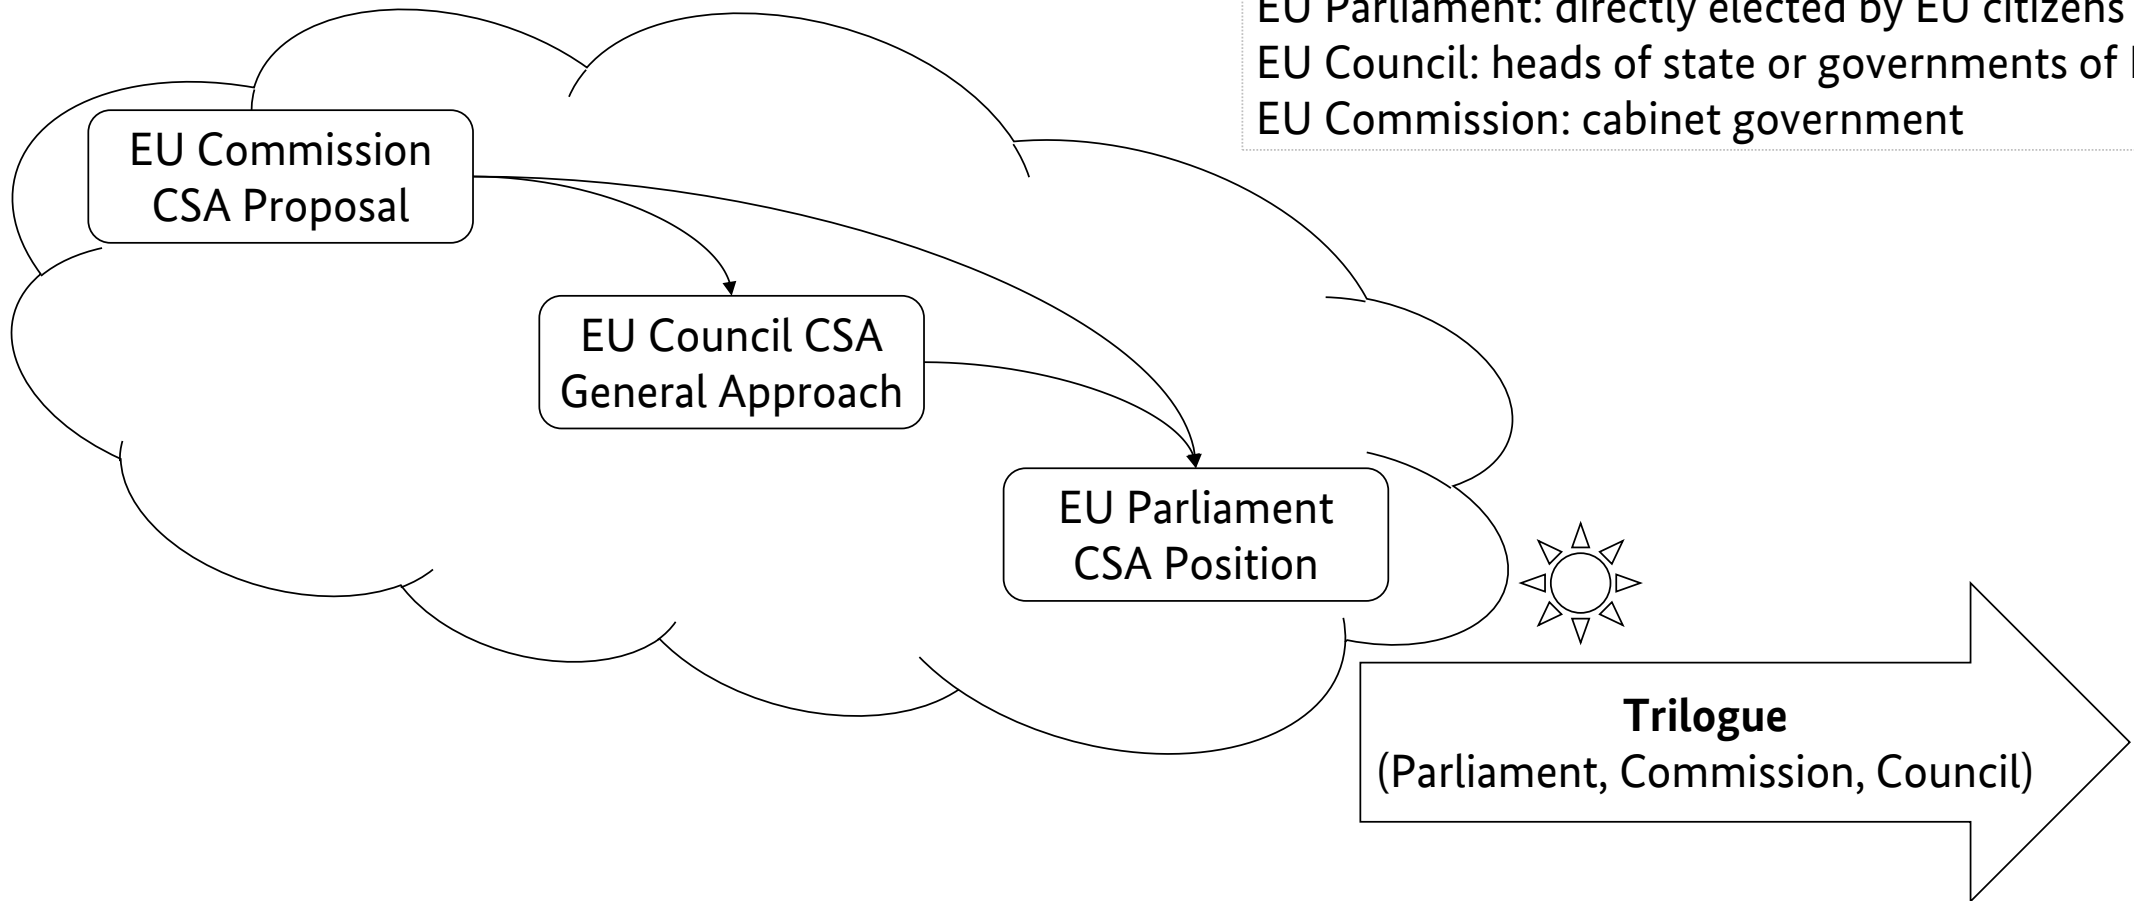 EU Parliament: directly elected by EU citizens
EU Council: heads of state or governments of
EU Commission: cabinet government
EU Commission
CSA Proposal
EU Council CSA
General Approach
EU Parliament
CSA Position
Trilogue
(Parliament, Commission, Council)